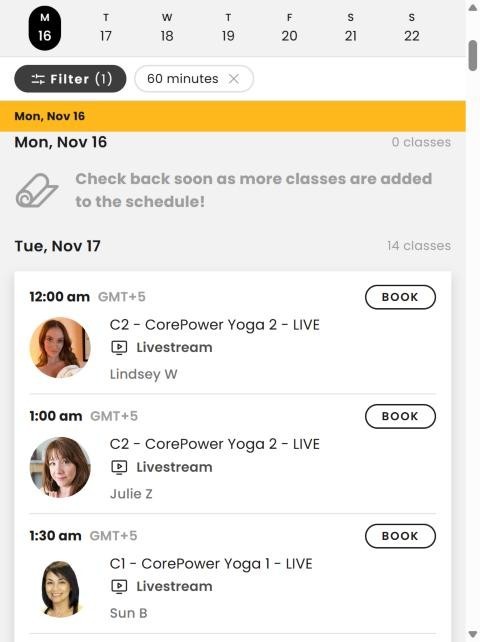 M T W T F S S
16 17 18 19 20 21 22
Filter (1) 60 minutes
Mon, Nov 16
Mon, Nov 16 0 classes
Check back soon as more classes are added
to the schedule!
Tue, Nov 17 14 classes
12:00 am GMT+5 BOOK
C2 - CorePower Yoga 2 - LIVE
Livestream
Lindsey W
1:00 am GMT+5 BOOK
C2 - CorePower Yoga 2 - LIVE
Livestream
Julie Z
1:30 am GMT+5 BOOK
C1 - CorePower Yoga 1 - LIVE
Livestream
Sun B